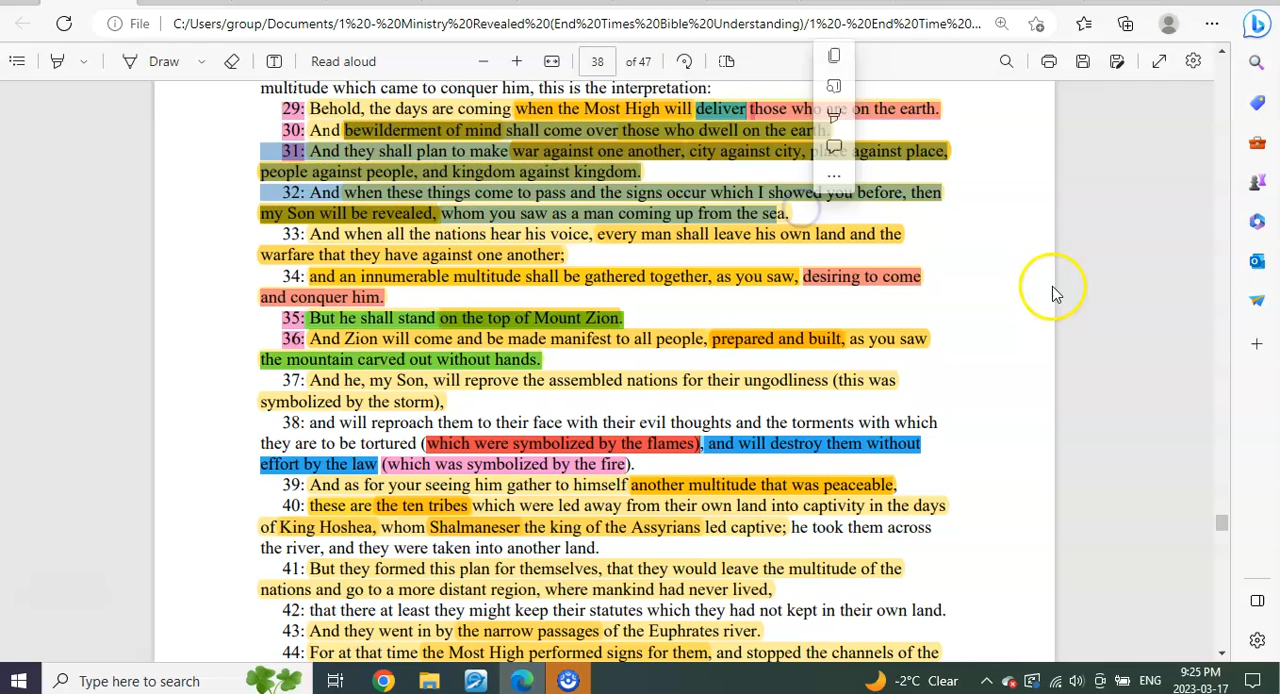 File
C:/Users/group/Documents/1%20-%20Ministry%20Revealed%20(End%20Times%20Bible%20Understanding)/1%20-%20End%20Time%20...
Draw
Read aloud
38
of 47
multitude which came to conquer him, this is the interpretation:
29: Behold, the days are coming when the Most High will deliver those who are on the earth.
30: And bewilderment of mind shall come over those who dwell on the earth.
31: And they shall plan to make war against one another, city against city, place against place,
people against people, and kingdom against kingdom.
32: And when these things come to pass and the signs occur which I showed you before, then
my Son will be revealed, whom you saw as a man coming up from the sea.
33: And when all the nations hear his voice, every man shall leave his own land and the
warfare that they have against one another;
34: and an innumerable multitude shall be gathered together, as you saw, desiring to come
and conquer him.
35: But he shall stand on the top of Mount Zion.
36: And Zion will come and be made manifest to all people, prepared and built, as you saw
the mountain carved out without hands.
37: And he, my Son, will reprove the assembled nations for their ungodliness (this was
symbolized by the storm),
38: and will reproach them to their face with their evil thoughts and the torments with which
they are to be tortured (which were symbolized by the flames), and will destroy them without
effort by the law (which was symbolized by the fire).
39: And as for your seeing him gather to himself another multitude that was peaceable,
40: these are the ten tribes which were led away from their own land into captivity in the days
of King Hoshea, whom Shalmaneser the king of the Assyrians led captive; he took them across
the river, and they were taken into another land.
41: But they formed this plan for themselves, that they would leave the multitude of the
nations and go to a more distant region, where mankind had never lived,
42: that there at least they might keep their statutes which they had not kept in their own land.
43: And they went in by the narrow passages of the Euphrates river.
44: For at that time the Most High performed signs for them, and stopped the channels of the
Type here to search
-2°C Clear
ENG
9:25 PM
2023-03-17